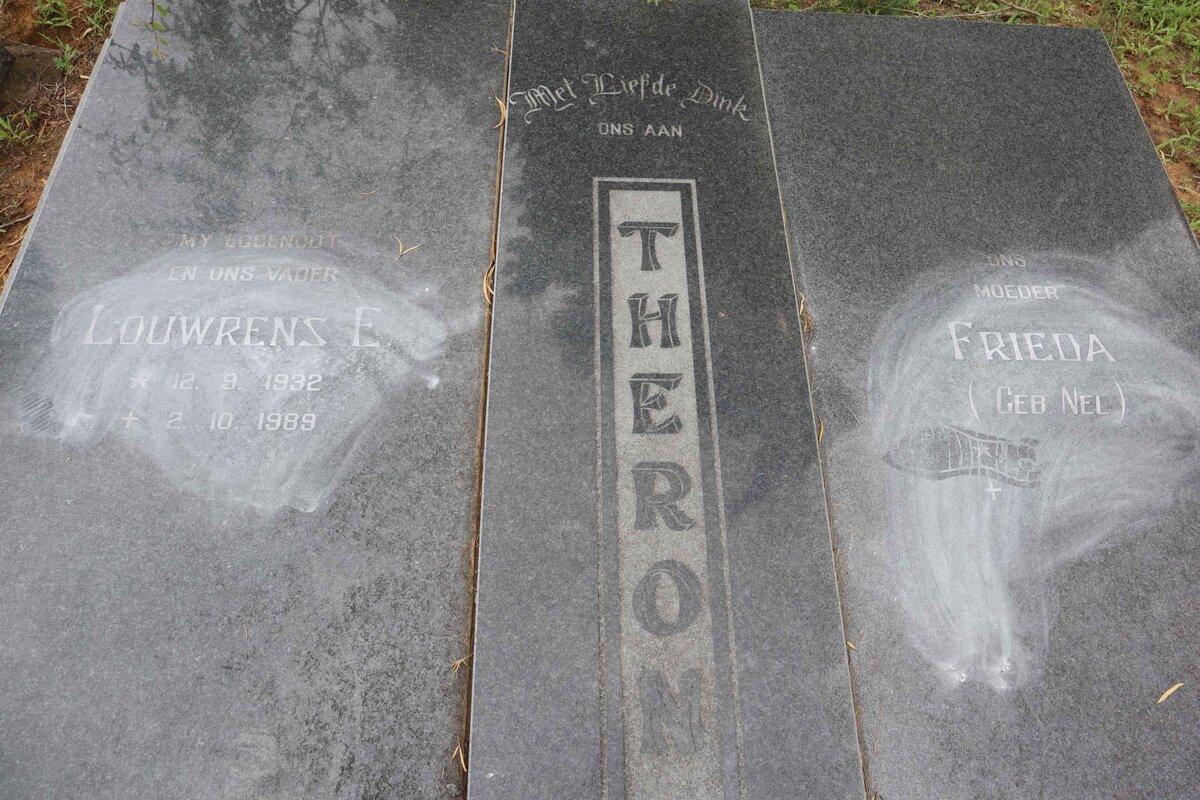 Met Liefde Dink
ONS AAN
THERON
MY EGGENOOT
EN ONS VADER
LOUWRENS E.
* 12. 9. 1932
+ 2. 10. 1989
ONS
MOEDER
FRIEDA
(GEB. NEL)
*
+